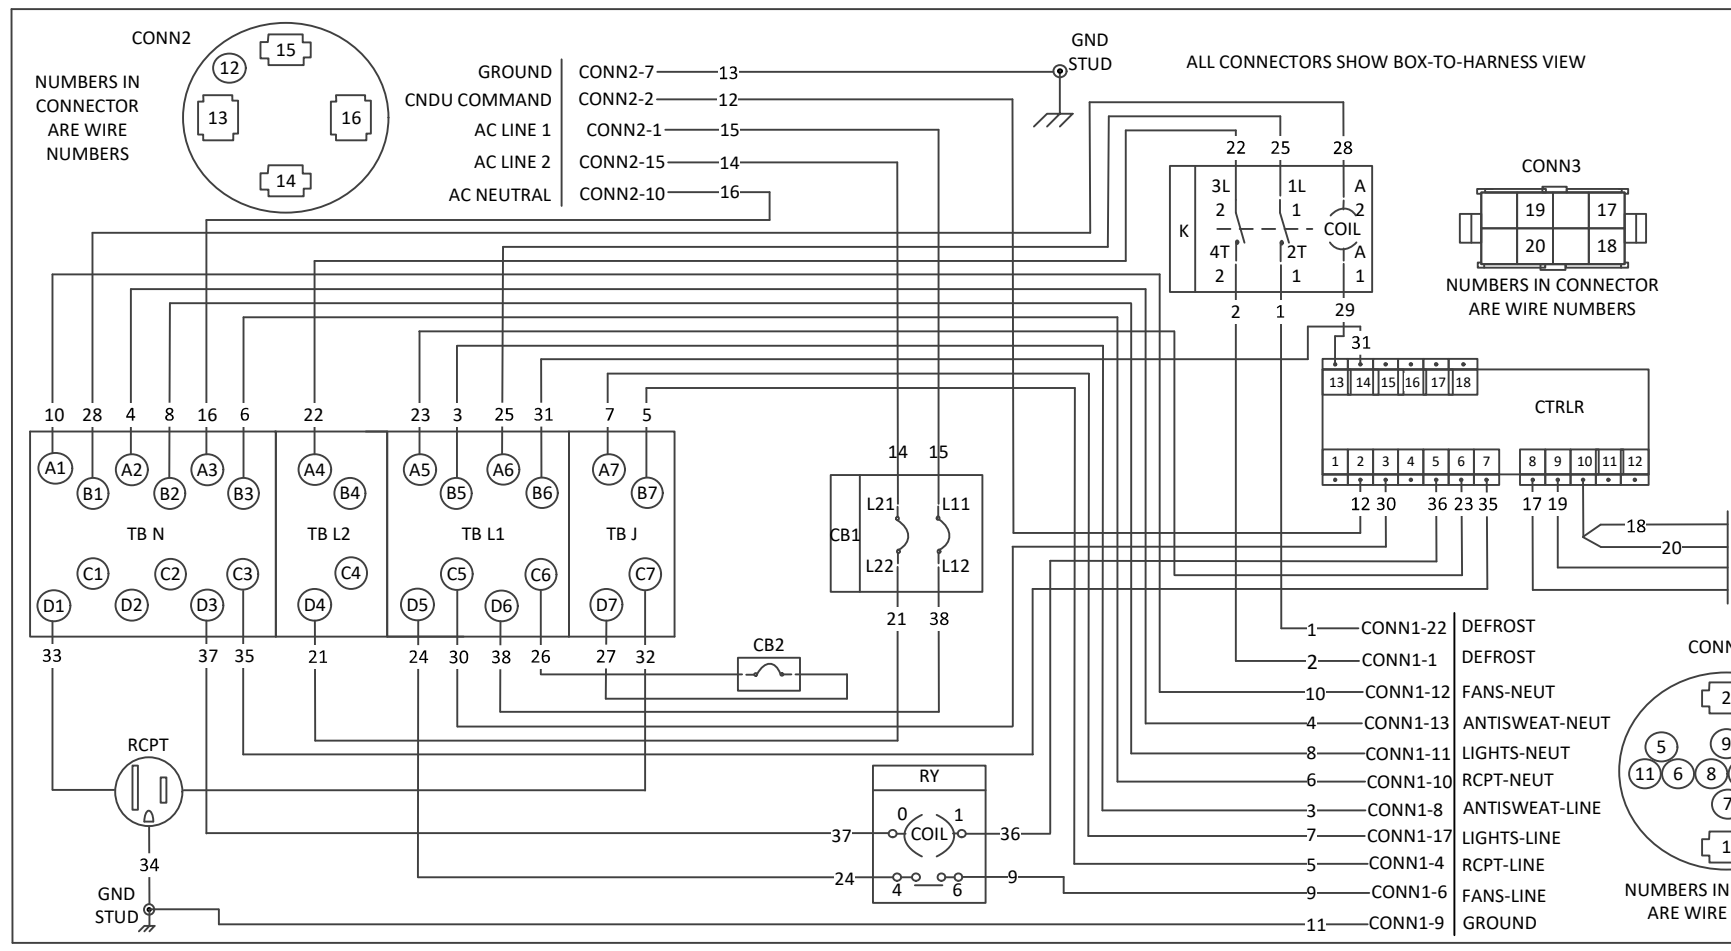 CONN2
NUMBERS IN
CONNECTOR
ARE WIRE
NUMBERS
12
15
13
16
14
GROUND CONN2-7 13
CNDU COMMAND CONN2-2 12
AC LINE 1 CONN2-1 15
AC LINE 2 CONN2-15 14
AC NEUTRAL CONN2-10 16
GND
STUD
ALL CONNECTORS SHOW BOX-TO-HARNESS VIEW
22 25 28
3L 1L A
2 1 2
K COIL
4T 2T A
2 1 1
2 1 29
31
CONN3
19 17
20 18
NUMBERS IN CONNECTOR
ARE WIRE NUMBERS
13 14 15 16 17 18
CTRLR
1 2 3 4 5 6 7 8 9 10 11 12
12 30 36 23 35 17 19
18
20
10 28 4 8 16 6 22 23 3 25 31 7 5
A1 A2 A3 A4 A5 A6 A7
B1 B2 B3 B4 B5 B6 B7
TB N TB L2 TB L1 TB J
C1 C2 C3 C4 C5 C6 C7
D1 D2 D3 D4 D5 D6 D7
33 37 35 21 24 30 38 26 27 32
14 15
L21 L11
CB1
L22 L12
21 38
CB2
RCPT
34
GND
STUD
RY
0 1
37 COIL 36
24 4 6 9
1 CONN1-22 DEFROST
2 CONN1-1 DEFROST
10 CONN1-12 FANS-NEUT
4 CONN1-13 ANTISWEAT-NEUT
8 CONN1-11 LIGHTS-NEUT
6 CONN1-10 RCPT-NEUT
3 CONN1-8 ANTISWEAT-LINE
7 CONN1-17 LIGHTS-LINE
5 CONN1-4 RCPT-LINE
9 CONN1-6 FANS-LINE
11 CONN1-9 GROUND
2
5 9
11 6 8
7
1
NUMBERS IN
ARE WIRE